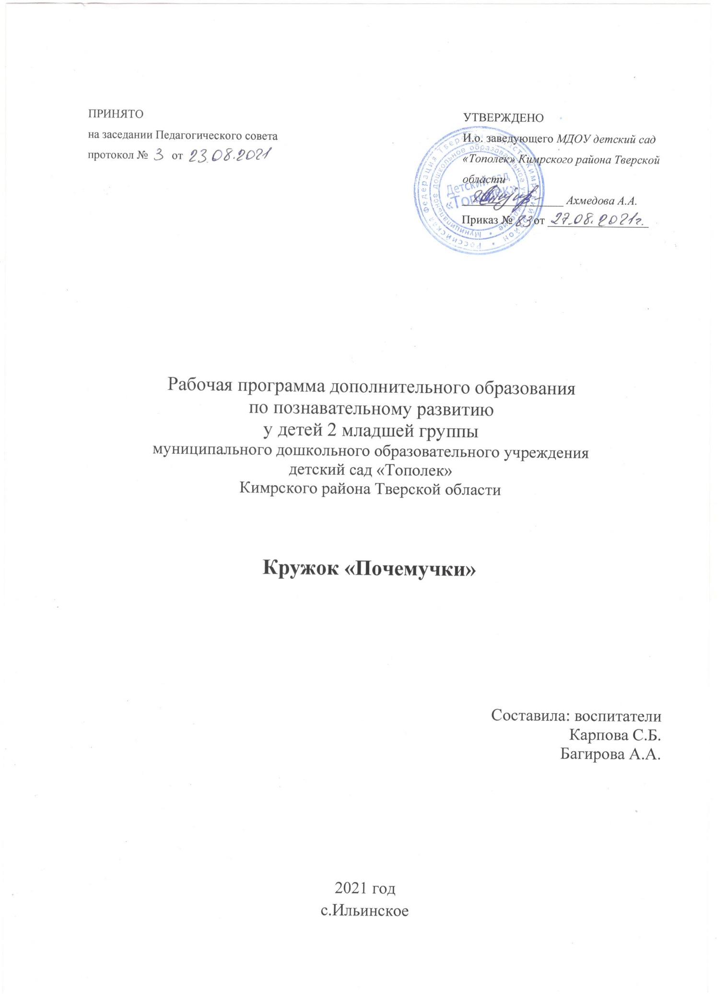 ПРИНЯТО
на заседании Педагогического совета
протокол № 3 от 23.08.2021
УТВЕРЖДЕНО
И.о. заведующего МДОУ детский сад
«Тополек» Кимрского района Тверской
области
Ахмедова А.А.
Приказ № 83 от 27.08.2021г.
Российская Федерация Тверская область Кимрский район
Муниципальное дошкольное образовательное учреждение
Детский сад
«Тополек»
Рабочая программа дополнительного образования
по познавательному развитию
у детей 2 младшей группы
муниципального дошкольного образовательного учреждения
детский сад «Тополек»
Кимрского района Тверской области
Кружок «Почемучки»
Составила: воспитатели
Карпова С.Б.
Багирова А.А.
2021 год
с.Ильинское